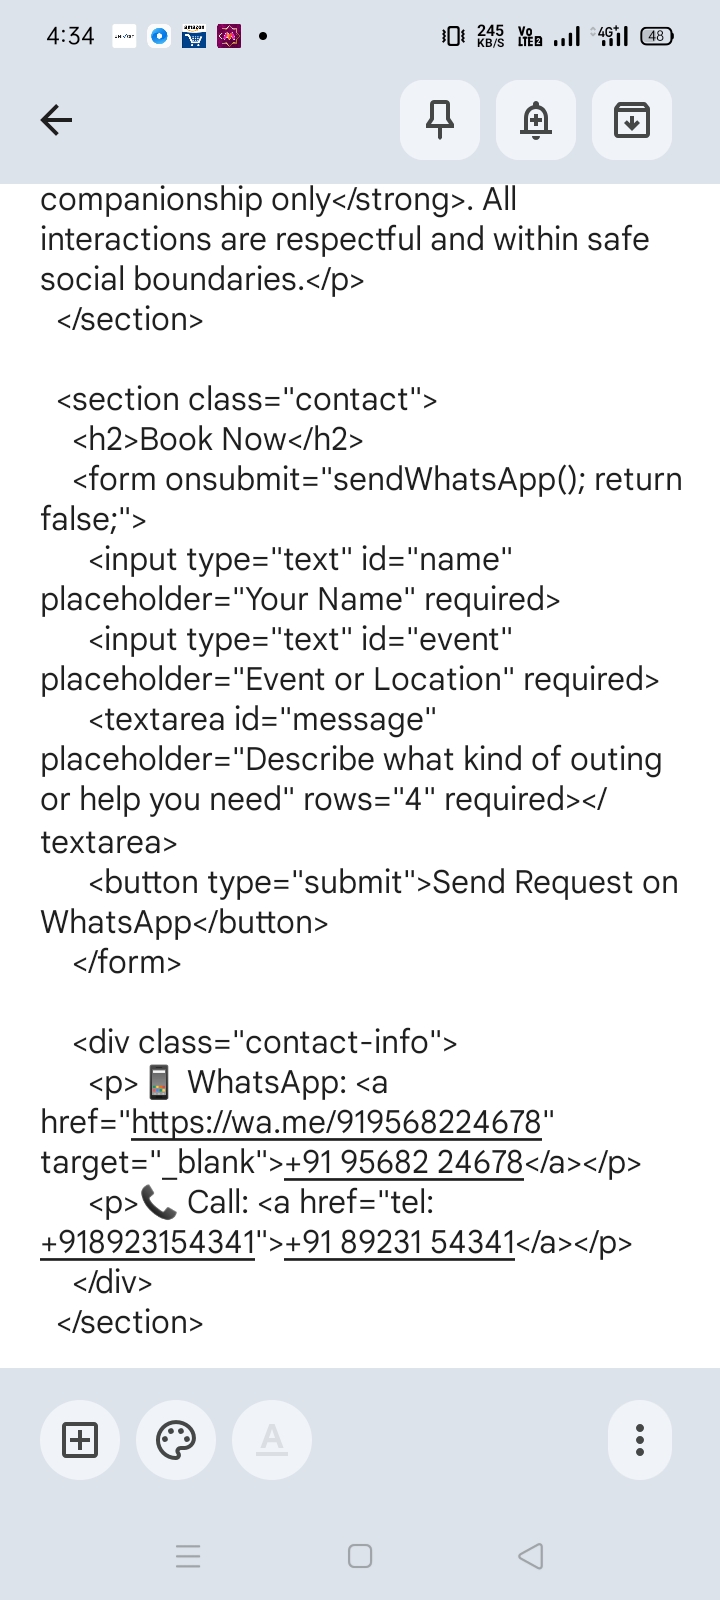 4:34
amazon
245 KB/S
Vo LTE 2
4G+
48
companionship only</strong>. All
interactions are respectful and within safe
social boundaries.</p>
</section>
<section class="contact">
<h2>Book Now</h2>
<form onsubmit="sendWhatsApp(); return
false;">
<input type="text" id="name"
placeholder="Your Name" required>
<input type="text" id="event"
placeholder="Event or Location" required>
<textarea id="message"
placeholder="Describe what kind of outing
or help you need" rows="4" required></
textarea>
<button type="submit">Send Request on
WhatsApp</button>
</form>
<div class="contact-info">
<p>📱 WhatsApp: <a
href="https://wa.me/919568224678"
target="_blank">+91 95682 24678</a></p>
<p>📞 Call: <a href="tel:
+918923154341">+91 89231 54341</a></p>
</div>
</section>
A